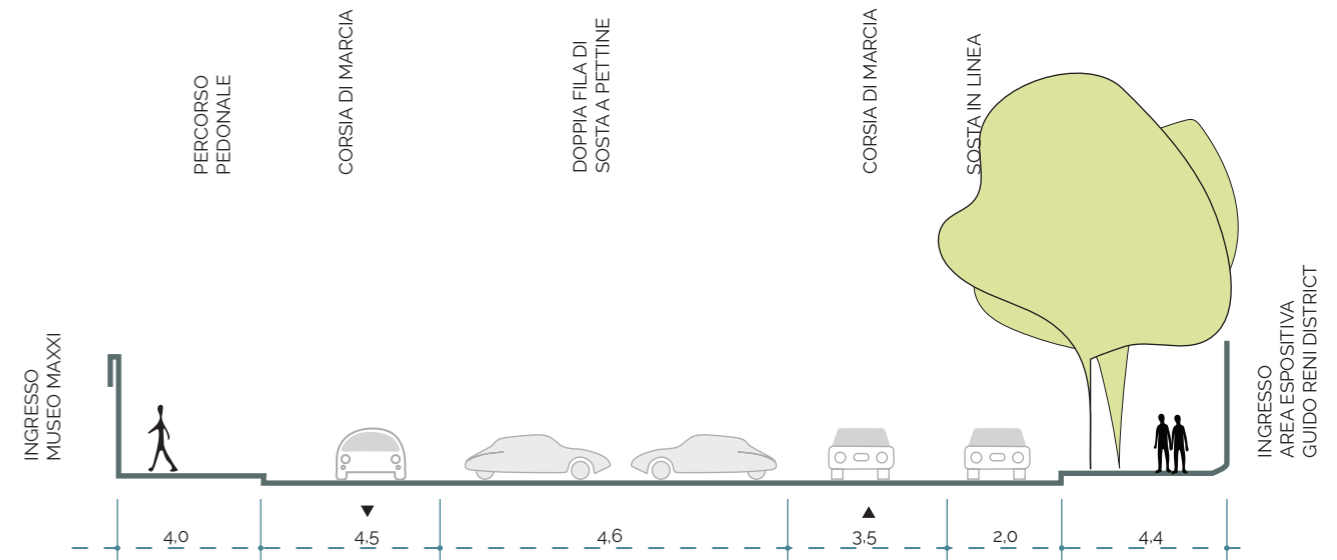 PERCORSO
PEDONALE
CORSIA DI MARCIA
DOPPIA FILA DI
SOSTA A PETTINE
CORSIA DI MARCIA
SOSTA IN LINEA
INGRESSO
MUSEO MAXXI
INGRESSO
AREA ESPOSITIVA
GUIDO RENI DISTRICT
4,0
4,5
4,6
3,5
2,0
4,4